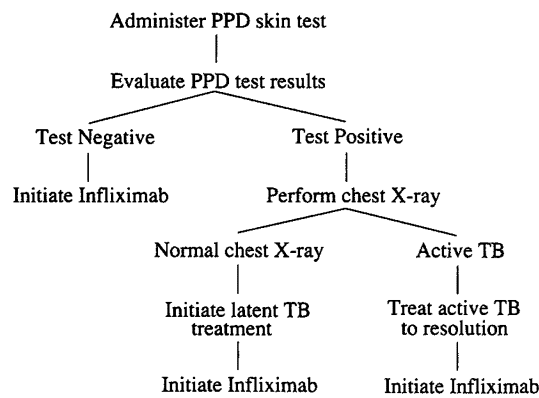 Administer PPD skin test
Evaluate PPD test results
Test Negative
Test Positive
Initiate Infliximab
Perform chest X-ray
Normal chest X-ray
Active TB
Initiate latent TB
treatment
Treat active TB
to resolution
Initiate Infliximab
Initiate Infliximab